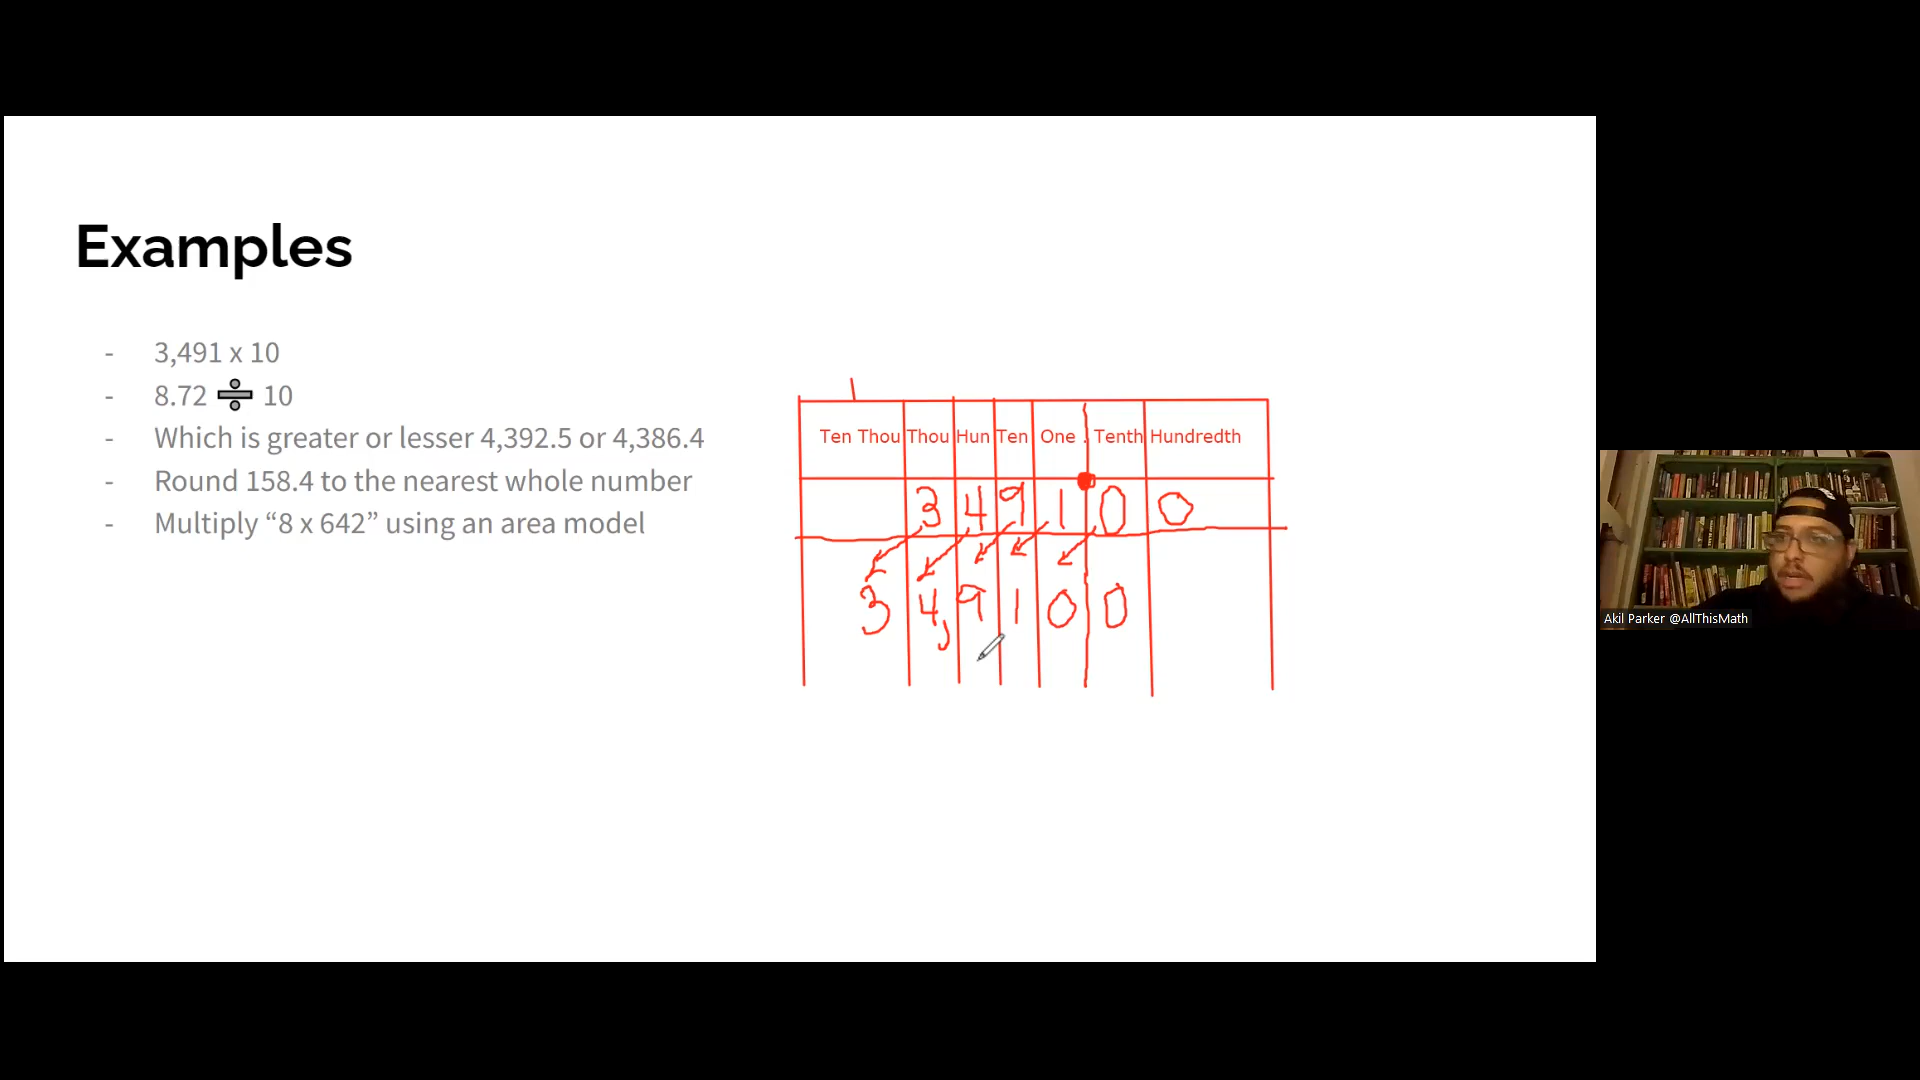 Examples
- 3,491 x 10
- 8.72 ➗ 10
- Which is greater or lesser 4,392.5 or 4,386.4
- Round 158.4 to the nearest whole number
- Multiply “8 x 642” using an area model
Ten Thou Thou Hun Ten One . Tenth Hundredth
3 4 9 1 0 0
3 4, 9 1 0 0
Akil Parker @AllThisMath